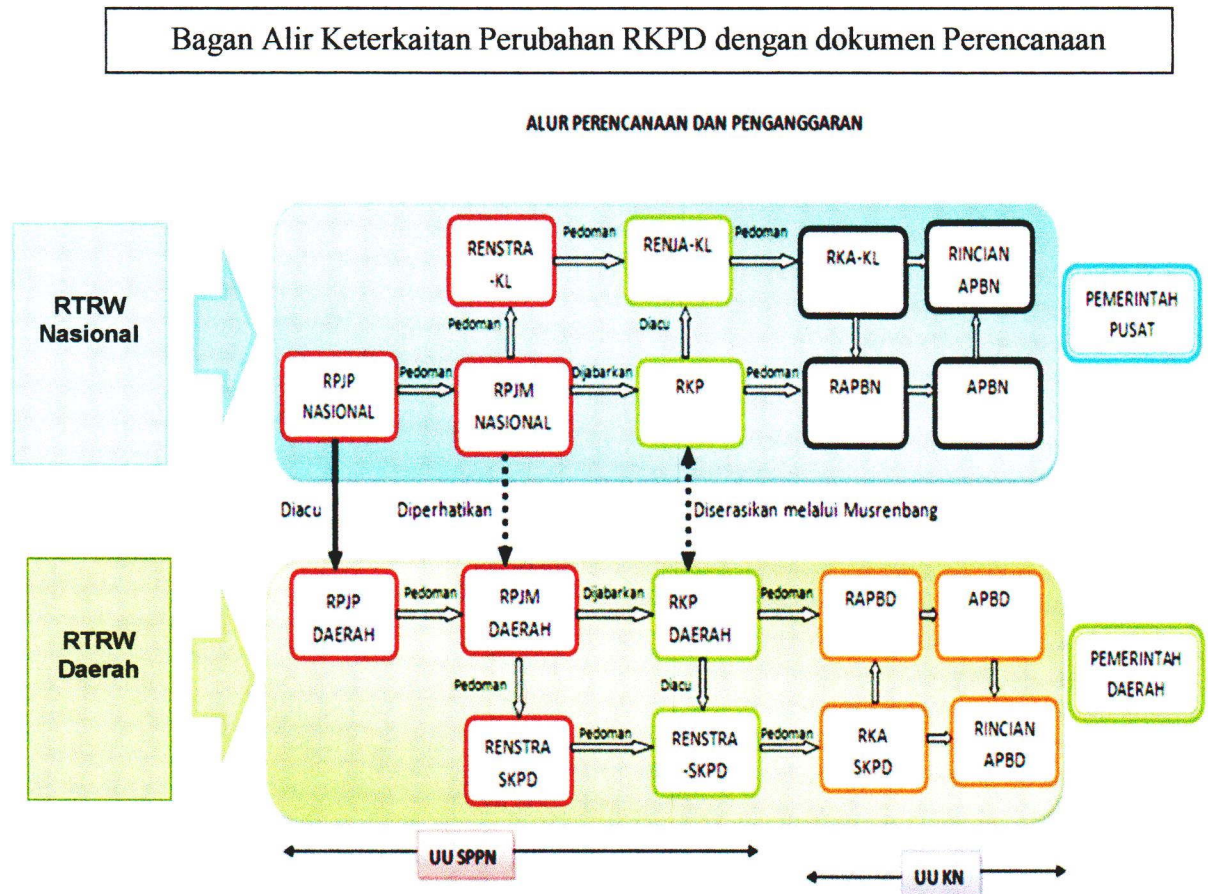 Bagan Alir Keterkaitan Perubahan RKPD dengan dokumen Perencanaan
ALUR PERENCANAAN DAN PENGANGGARAN
RTRW
Nasional
RENSTRA
-KL
Pedoman
RENJA-KL
Pedoman
RKA-KL
RINCIAN
APBN
PEMERINTAH
PUSAT
Pedoman
Diacu
RPJP
NASIONAL
Pedoman
RPJM
NASIONAL
Dijabarkan
RKP
Pedoman
RAPBN
APBN
Diacu
Diperhatikan
Diserasikan melalui Musrenbang
RTRW
Daerah
RPJP
DAERAH
Pedoman
RPJM
DAERAH
Dijabarkan
RKP
DAERAH
Pedoman
RAPBD
APBD
PEMERINTAH
DAERAH
Pedoman
Diacu
RENSTRA
SKPD
Pedoman
RENSTRA
-SKPD
Pedoman
RKA
SKPD
RINCIAN
APBD
UU SPPN
UU KN